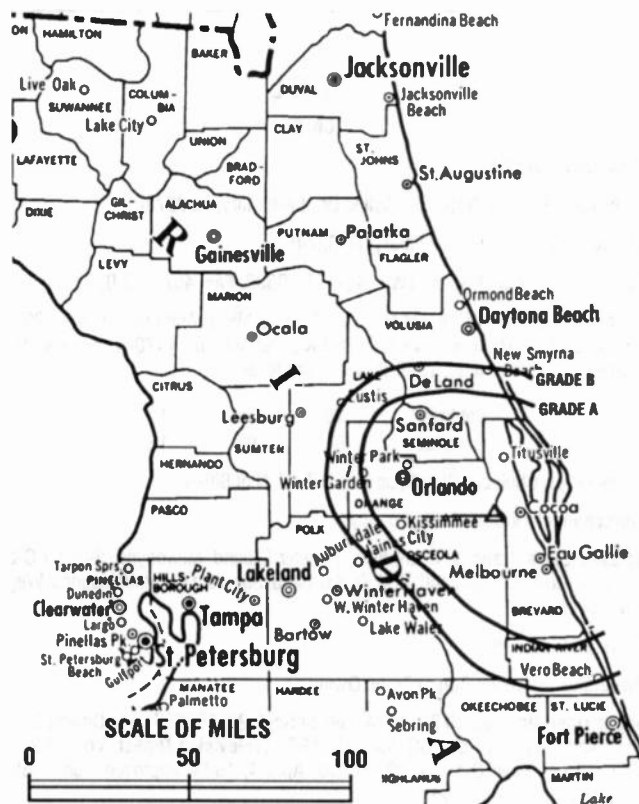 Fernandina Beach
HAMILTON
BAKER
Jacksonville
DUVAL
Live Oak
COLUM-
BIA
Jacksonville
Beach
SUWANNEE
Lake City
CLAY
UNION
ST.
JOHNS
LAFAYETTE
BRAD-
FORD
St. Augustine
GIL-
CHRIST
ALACHUA
DIXIE
R
PUTNAM
Palatka
Gainesville
FLAGLER
LEVY
MARION
Ormond Beach
VOLUSIA
Daytona Beach
Ocala
New Smyrna
Beach
I
LAKE
De Land
GRADE B
CITRUS
Eustis
GRADE A
Leesburg
Sanford
SEMINOLE
SUMTER
Titusville
HERNANDO
Winter Park
Winter Garden
Orlando
ORANGE
PASCO
Cocoa
POLK
Kissimmee
Auburndale
Haines
City
OSCEOLA
Eau Gallie
Tarpon Sprs.
PINELLAS
HILLS-
BOROUGH
Plant City
Lakeland
D
Melbourne
Dunedin
Winter Haven
Clearwater
Tampa
W. Winter Haven
BREVARD
Largo
Bartow
Lake Wales
Pinellas Pk
St. Petersburg
INDIAN RIVER
St. Petersburg
Beach
Gulfport
Vero Beach
MANATEE
HARDEE
Avon Pk
OKEECHOBEE
ST. LUCIE
Palmetto
Sebring
SCALE OF MILES
A
Fort Pierce
0 50 100
HIGHLANDS
MARTIN
Lake